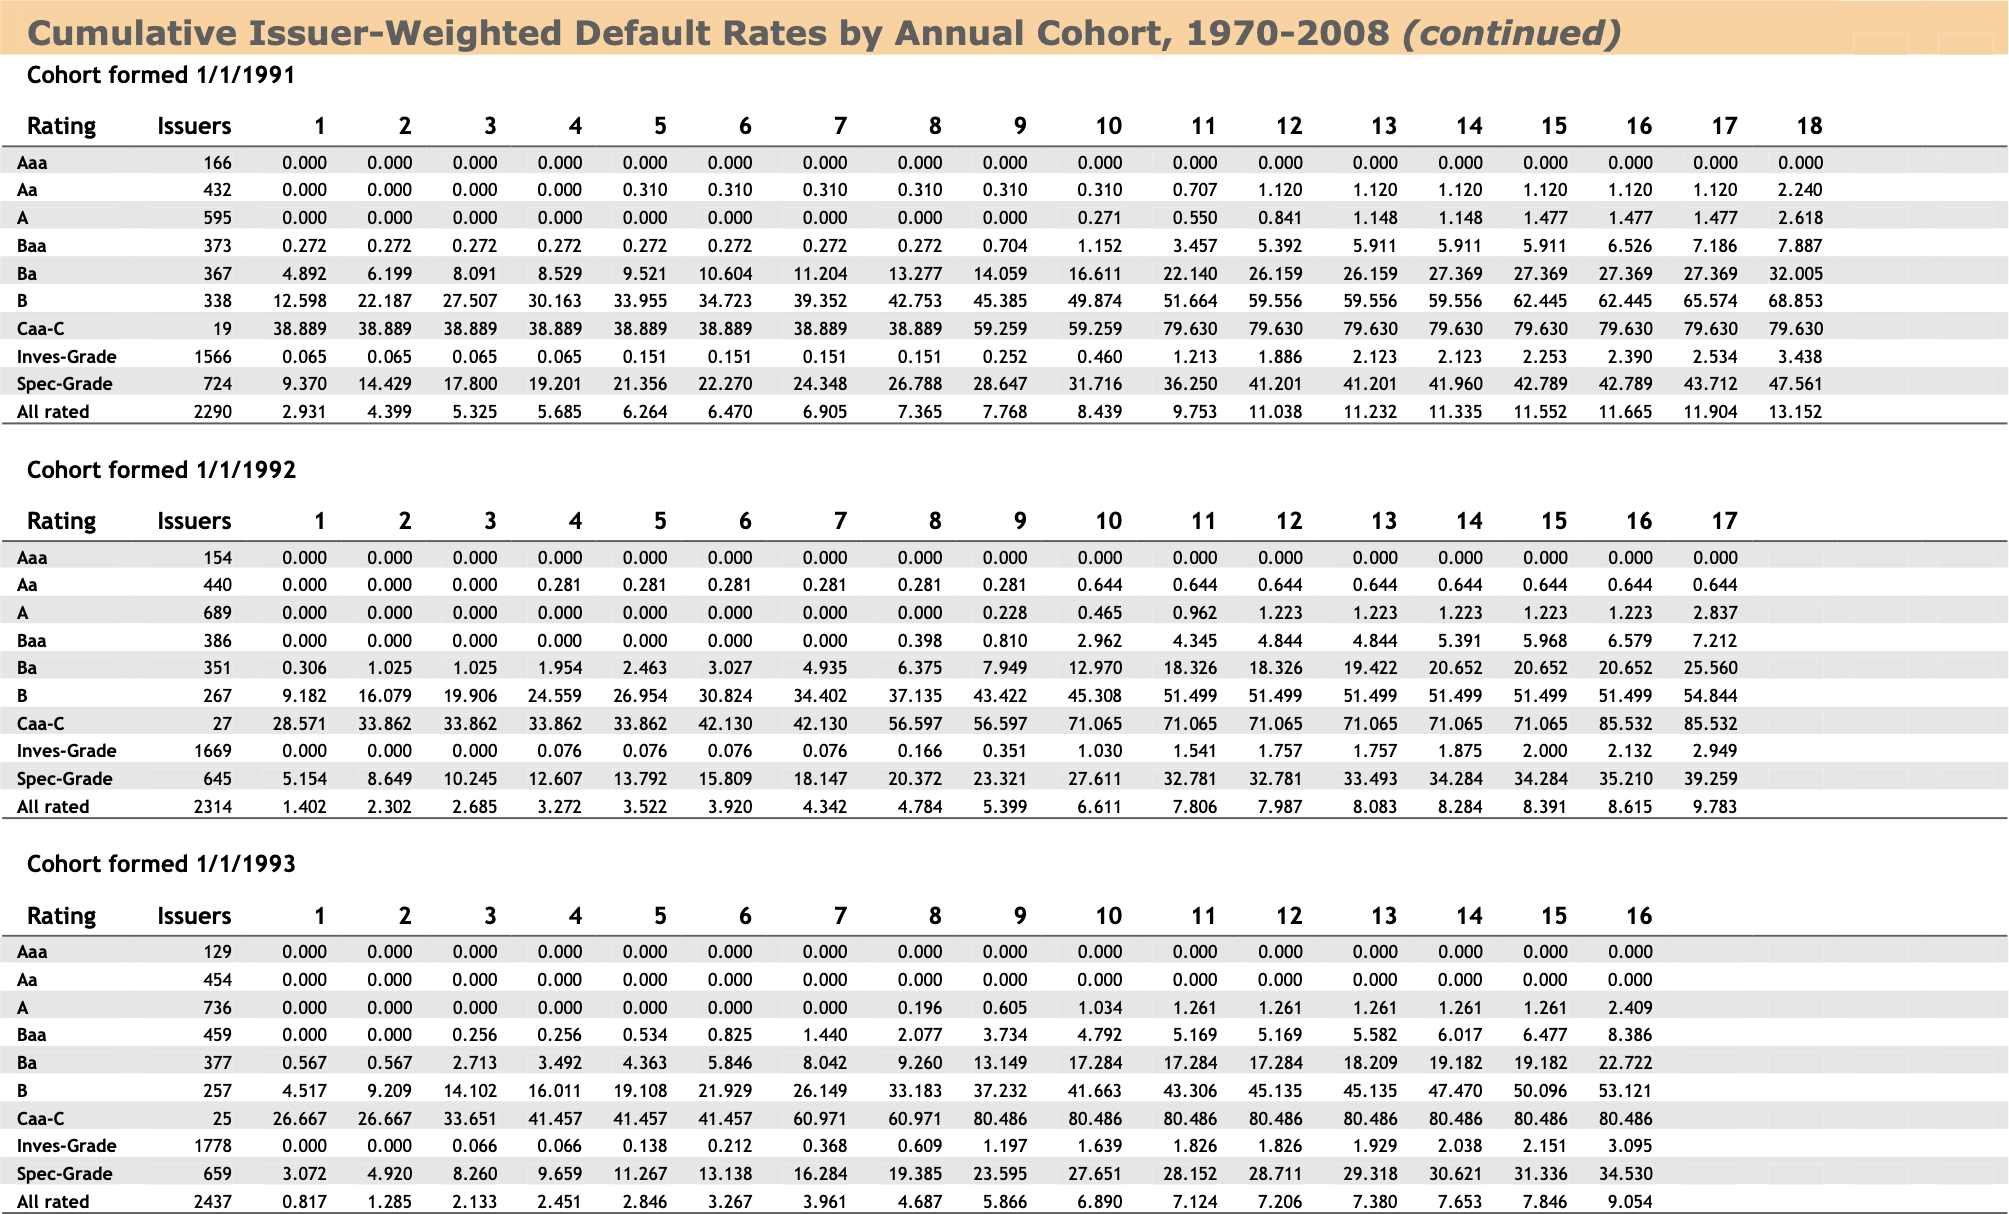 Cumulative Issuer-Weighted Default Rates by Annual Cohort, 1970-2008 (continued)
Cohort formed 1/1/1991
Rating Issuers 1 2 3 4 5 6 7 8 9 10 11 12 13 14 15 16 17 18
Aaa 166 0.000 0.000 0.000 0.000 0.000 0.000 0.000 0.000 0.000 0.000 0.000 0.000 0.000 0.000 0.000 0.000 0.000 0.000
Aa 432 0.000 0.000 0.000 0.000 0.310 0.310 0.310 0.310 0.310 0.310 0.707 1.120 1.120 1.120 1.120 1.120 1.120 2.240
A 595 0.000 0.000 0.000 0.000 0.000 0.000 0.000 0.000 0.000 0.271 0.550 0.841 1.148 1.148 1.477 1.477 1.477 2.618
Baa 373 0.272 0.272 0.272 0.272 0.272 0.272 0.272 0.272 0.704 1.152 3.457 5.392 5.911 5.911 5.911 6.526 7.186 7.887
Ba 367 4.892 6.199 8.091 8.529 9.521 10.604 11.204 13.277 14.059 16.611 22.140 26.159 26.159 27.369 27.369 27.369 27.369 32.005
B 338 12.598 22.187 27.507 30.163 33.955 34.723 39.352 42.753 45.385 49.874 51.664 59.556 59.556 59.556 62.445 62.445 65.574 68.853
Caa-C 19 38.889 38.889 38.889 38.889 38.889 38.889 38.889 38.889 59.259 59.259 79.630 79.630 79.630 79.630 79.630 79.630 79.630 79.630
Inves-Grade 1566 0.065 0.065 0.065 0.065 0.151 0.151 0.151 0.151 0.252 0.460 1.213 1.886 2.123 2.123 2.253 2.390 2.534 3.438
Spec-Grade 724 9.370 14.429 17.800 19.201 21.356 22.270 24.348 26.788 28.647 31.716 36.250 41.201 41.201 41.960 42.789 42.789 43.712 47.561
All rated 2290 2.931 4.399 5.325 5.685 6.264 6.470 6.905 7.365 7.768 8.439 9.753 11.038 11.232 11.335 11.552 11.665 11.904 13.152
Cohort formed 1/1/1992
Rating Issuers 1 2 3 4 5 6 7 8 9 10 11 12 13 14 15 16 17
Aaa 154 0.000 0.000 0.000 0.000 0.000 0.000 0.000 0.000 0.000 0.000 0.000 0.000 0.000 0.000 0.000 0.000 0.000
Aa 440 0.000 0.000 0.000 0.281 0.281 0.281 0.281 0.281 0.281 0.644 0.644 0.644 0.644 0.644 0.644 0.644 0.644
A 689 0.000 0.000 0.000 0.000 0.000 0.000 0.000 0.000 0.228 0.465 0.962 1.223 1.223 1.223 1.223 1.223 2.837
Baa 386 0.000 0.000 0.000 0.000 0.000 0.000 0.000 0.398 0.810 2.962 4.345 4.844 4.844 5.391 5.968 6.579 7.212
Ba 351 0.306 1.025 1.025 1.954 2.463 3.027 4.935 6.375 7.949 12.970 18.326 18.326 19.422 20.652 20.652 20.652 25.560
B 267 9.182 16.079 19.906 24.559 26.954 30.824 34.402 37.135 43.422 45.308 51.499 51.499 51.499 51.499 51.499 51.499 54.844
Caa-C 27 28.571 33.862 33.862 33.862 33.862 42.130 42.130 56.597 56.597 71.065 71.065 71.065 71.065 71.065 71.065 85.532 85.532
Inves-Grade 1669 0.000 0.000 0.000 0.076 0.076 0.076 0.076 0.166 0.351 1.030 1.541 1.757 1.757 1.875 2.000 2.132 2.949
Spec-Grade 645 5.154 8.649 10.245 12.607 13.792 15.809 18.147 20.372 23.321 27.611 32.781 32.781 33.493 34.284 34.284 35.210 39.259
All rated 2314 1.402 2.302 2.685 3.272 3.522 3.920 4.342 4.784 5.399 6.611 7.806 7.987 8.083 8.284 8.391 8.615 9.783
Cohort formed 1/1/1993
Rating Issuers 1 2 3 4 5 6 7 8 9 10 11 12 13 14 15 16
Aaa 129 0.000 0.000 0.000 0.000 0.000 0.000 0.000 0.000 0.000 0.000 0.000 0.000 0.000 0.000 0.000 0.000
Aa 454 0.000 0.000 0.000 0.000 0.000 0.000 0.000 0.000 0.000 0.000 0.000 0.000 0.000 0.000 0.000 0.000
A 736 0.000 0.000 0.000 0.000 0.000 0.000 0.000 0.196 0.605 1.034 1.261 1.261 1.261 1.261 1.261 2.409
Baa 459 0.000 0.000 0.256 0.256 0.534 0.825 1.440 2.077 3.734 4.792 5.169 5.169 5.582 6.017 6.477 8.386
Ba 377 0.567 0.567 2.713 3.492 4.363 5.846 8.042 9.260 13.149 17.284 17.284 17.284 18.209 19.182 19.182 22.722
B 257 4.517 9.209 14.102 16.011 19.108 21.929 26.149 33.183 37.232 41.663 43.306 45.135 45.135 47.470 50.096 53.121
Caa-C 25 26.667 26.667 33.651 41.457 41.457 41.457 60.971 60.971 80.486 80.486 80.486 80.486 80.486 80.486 80.486 80.486
Inves-Grade 1778 0.000 0.000 0.066 0.066 0.138 0.212 0.368 0.609 1.197 1.639 1.826 1.826 1.929 2.038 2.151 3.095
Spec-Grade 659 3.072 4.920 8.260 9.659 11.267 13.138 16.284 19.385 23.595 27.651 28.152 28.711 29.318 30.621 31.336 34.530
All rated 2437 0.817 1.285 2.133 2.451 2.846 3.267 3.961 4.687 5.866 6.890 7.124 7.206 7.380 7.653 7.846 9.054